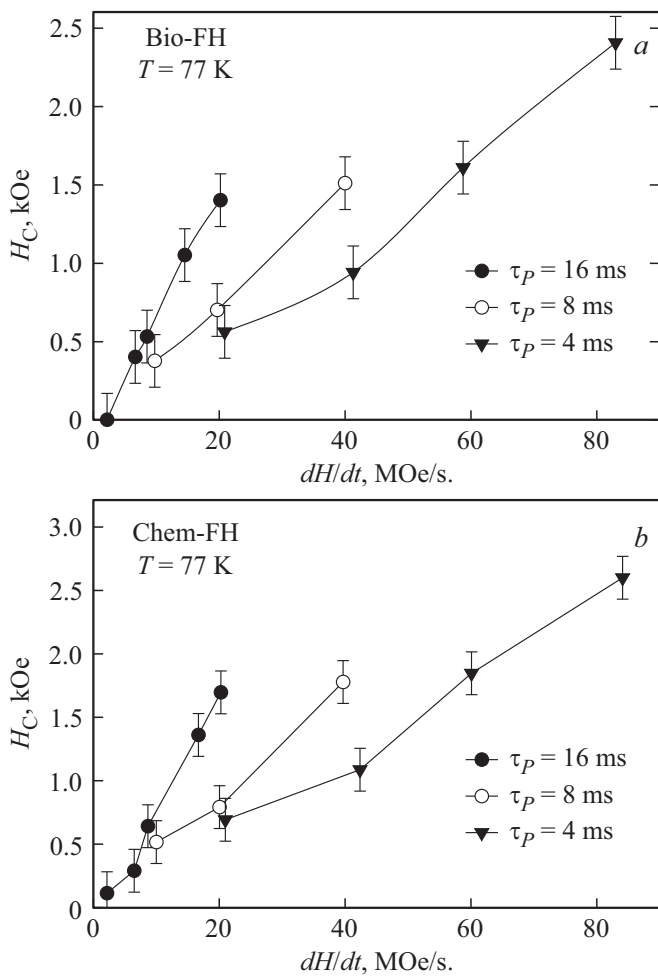 2.5
2.0
1.5
1.0
0.5
0
H_C, kOe
Bio-FH
T = 77 K
a
τ_P = 16 ms
τ_P = 8 ms
τ_P = 4 ms
0 20 40 60 80
dH/dt, MOe/s.
3.0
2.5
2.0
1.5
1.0
0.5
0
H_C, kOe
Chem-FH
T = 77 K
b
τ_P = 16 ms
τ_P = 8 ms
τ_P = 4 ms
0 20 40 60 80
dH/dt, MOe/s.